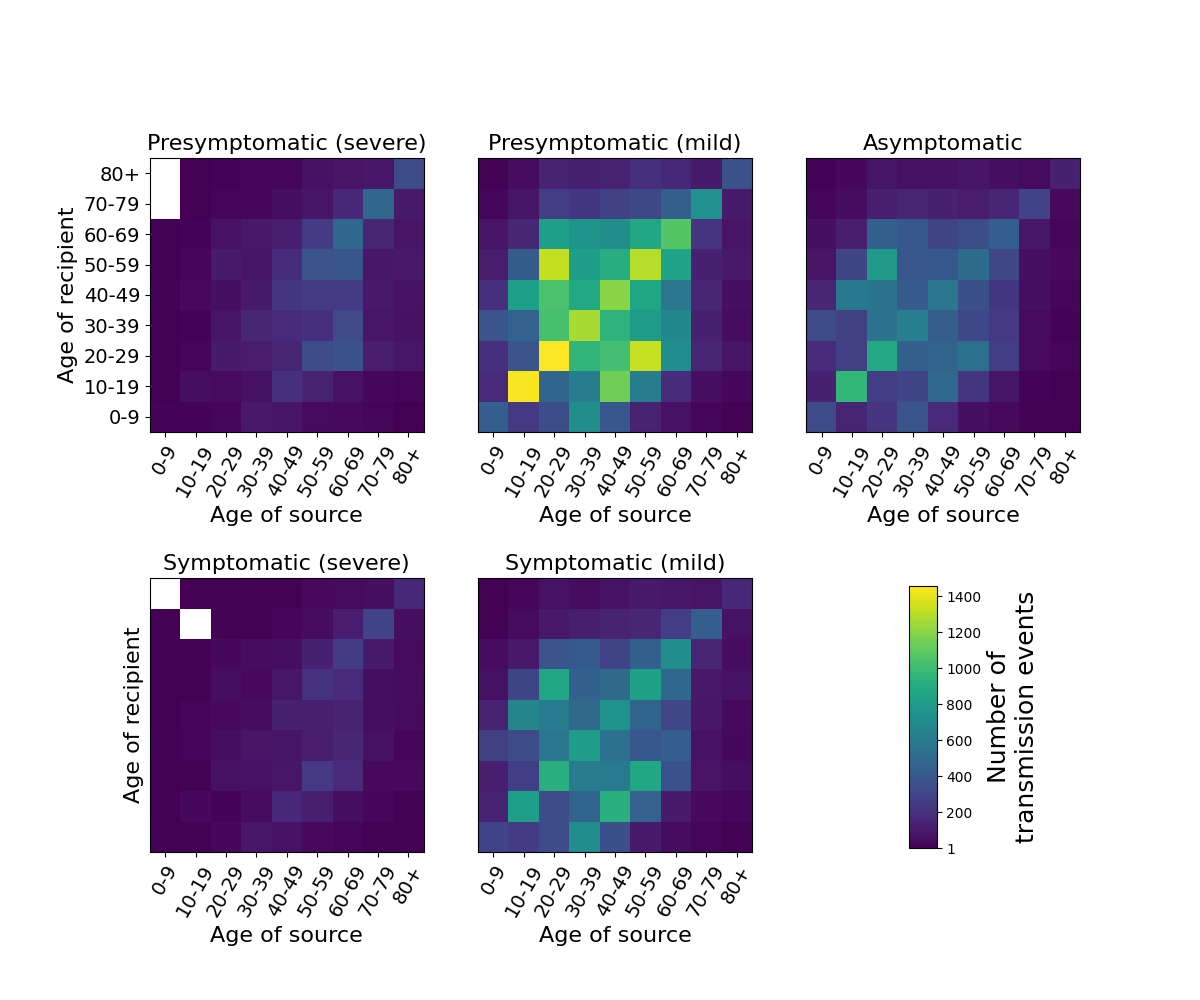 Presymptomatic (severe)
Presymptomatic (mild)
Asymptomatic
Age of recipient
80+
70-79
60-69
50-59
40-49
30-39
20-29
10-19
0-9
0-9 10-19 20-29 30-39 40-49 50-59 60-69 70-79 80+
Age of source
0-9 10-19 20-29 30-39 40-49 50-59 60-69 70-79 80+
Age of source
0-9 10-19 20-29 30-39 40-49 50-59 60-69 70-79 80+
Age of source
Symptomatic (severe)
Symptomatic (mild)
Age of recipient
0-9 10-19 20-29 30-39 40-49 50-59 60-69 70-79 80+
Age of source
0-9 10-19 20-29 30-39 40-49 50-59 60-69 70-79 80+
Age of source
1400
1200
1000
800
600
400
200
1
Number of
transmission events